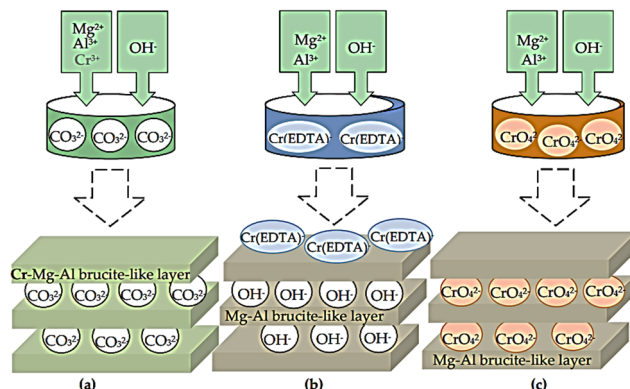 Mg2+
Al3+
Cr3+
OH-
Mg2+
Al3+
OH-
Mg2+
Al3+
OH-
CO32- CO32- CO32-
Cr(EDTA)- Cr(EDTA)-
CrO42- CrO42- CrO42-
Cr(EDTA)- Cr(EDTA)- Cr(EDTA)-
Cr-Mg-Al brucite-like layer
CO32- CO32- CO32- CO32-
OH- OH- OH- OH-
CrO42- CrO42- CrO42- CrO42-
Mg-Al brucite-like layer
CO32- CO32- CO32-
OH- OH- OH-
CrO42- CrO42- CrO42-
Mg-Al brucite-like layer
(a) (b) (c)